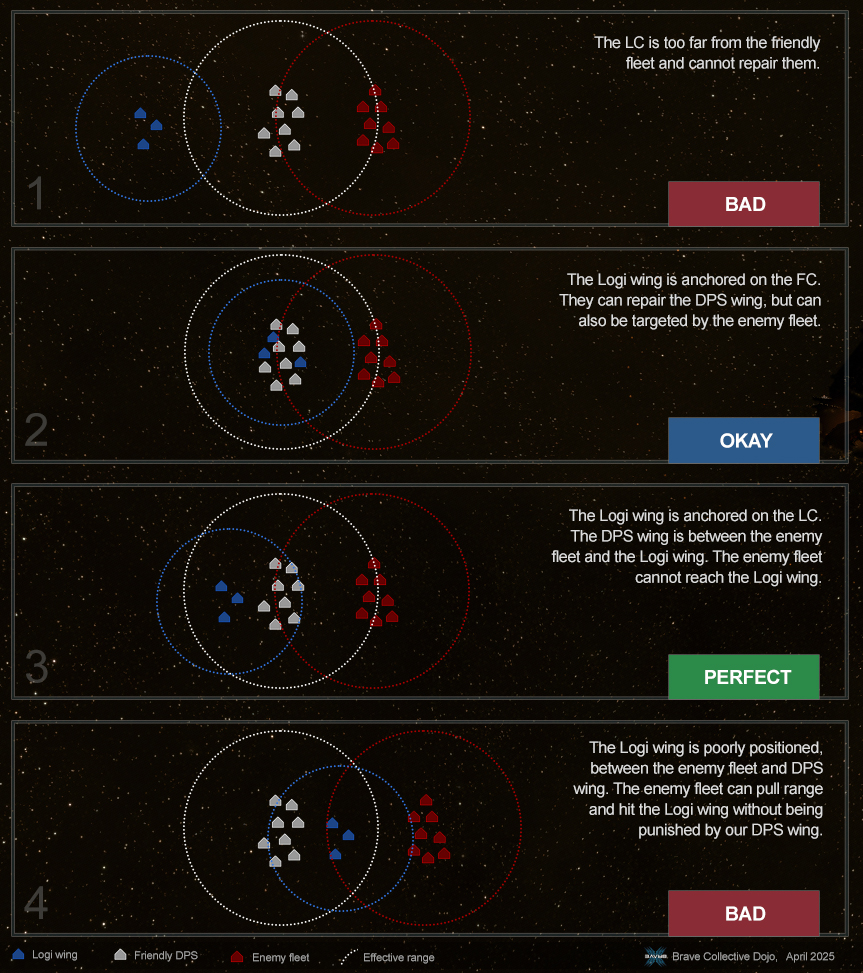 The LC is too far from the friendly
fleet and cannot repair them.
1
BAD
The Logi wing is anchored on the FC.
They can repair the DPS wing, but can
also be targeted by the enemy fleet.
2
OKAY
The Logi wing is anchored on the LC.
The DPS wing is between the enemy
fleet and the Logi wing. The enemy fleet
cannot reach the Logi wing.
3
PERFECT
The Logi wing is poorly positioned,
between the enemy fleet and DPS
wing. The enemy fleet can pull range
and hit the Logi wing without being
punished by our DPS wing.
4
BAD
Logi wing Friendly DPS Enemy fleet Effective range BRAVE Brave Collective Dojo, April 2025